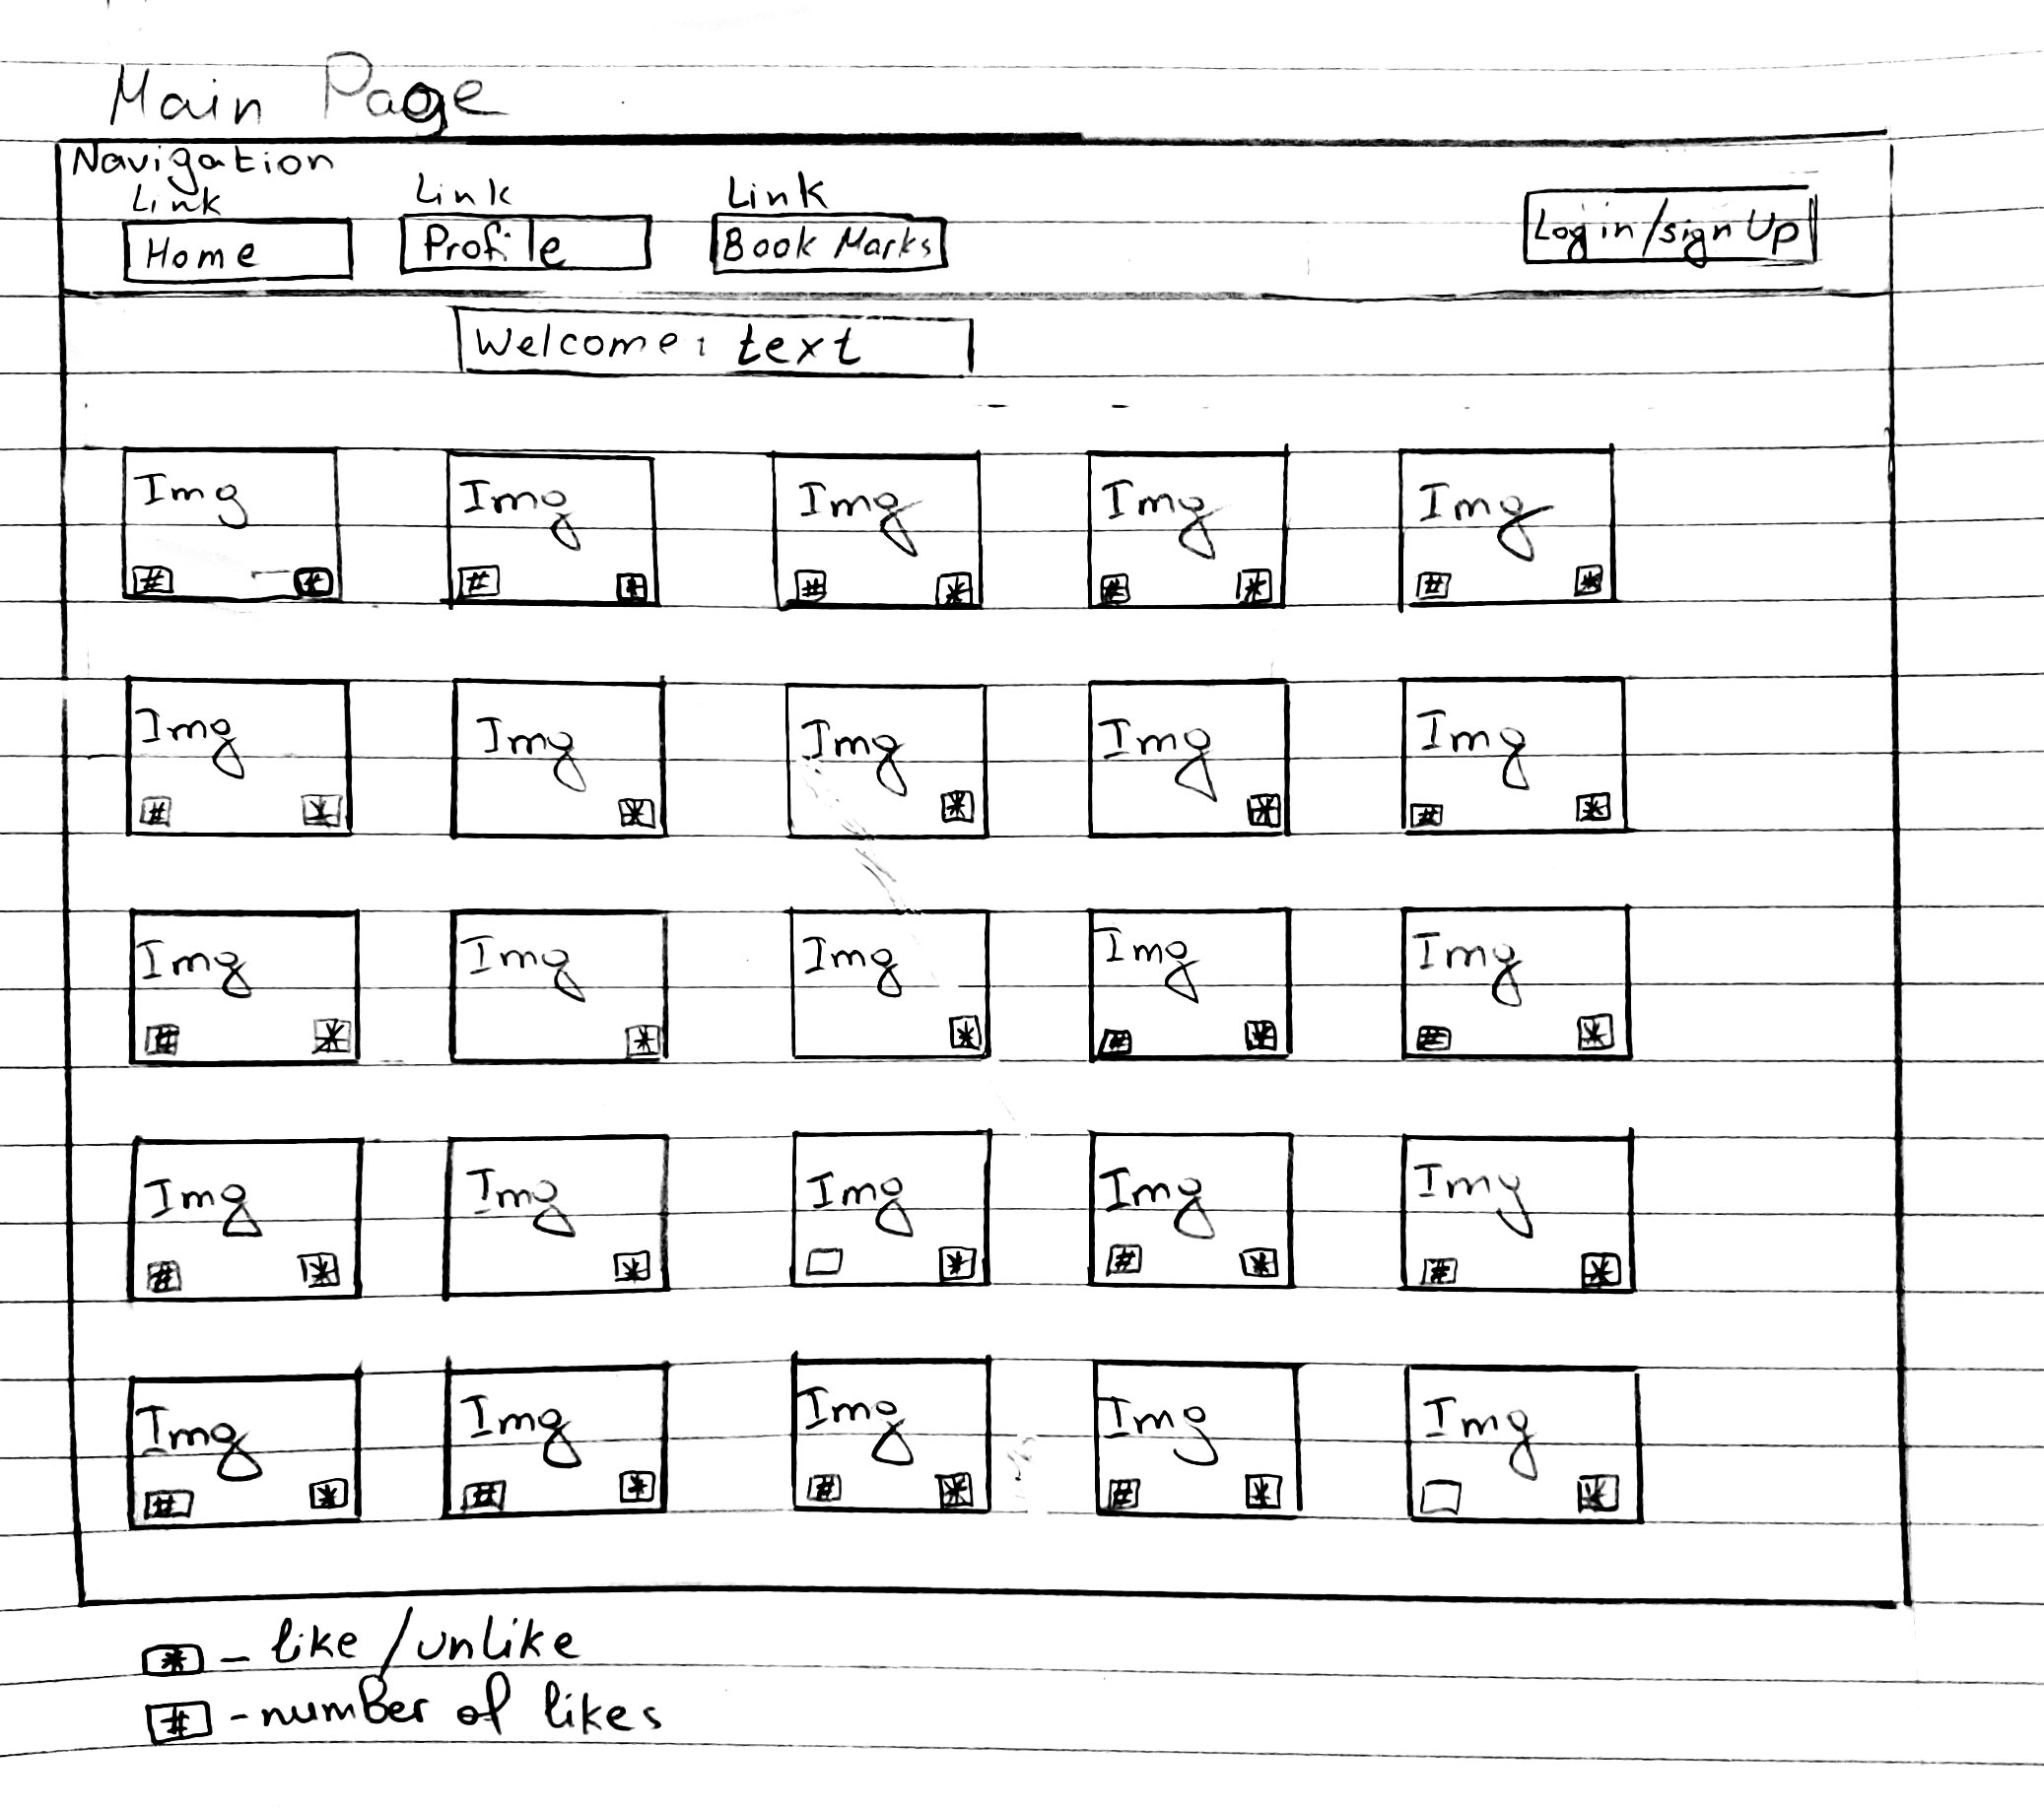 Main Page
Navigation
Link Link Link
Home Profile Book Marks Log in/sign Up
Welcome: text
Img Img Img Img Img
# * # * # * # * # *
Img Img Img Img Img
# * * * * # *
Img Img Img Img Img
# * * * # * # *
Img Img Img Img Img
# * * * # * # *
Img Img Img Img Img
# * # * # * # * *
* - like/unlike
# - number of likes